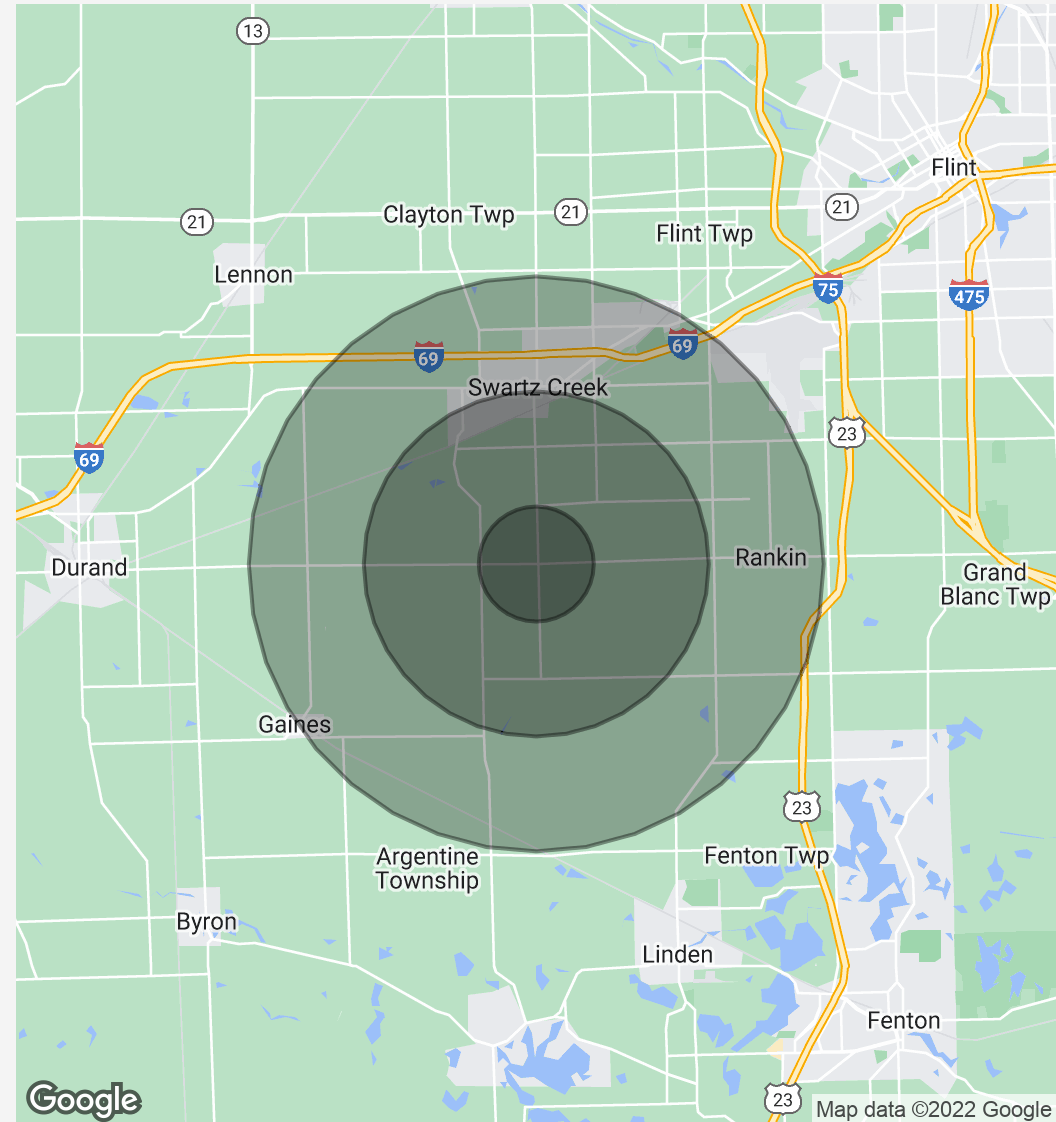 13
Flint
21
Clayton Twp
21
21
Flint Twp
Lennon
75
475
69
69
Swartz Creek
23
69
Rankin
Durand
Grand
Blanc Twp
Gaines
23
Argentine
Township
Fenton Twp
Byron
Linden
Fenton
Google
23
Map data ©2022 Google